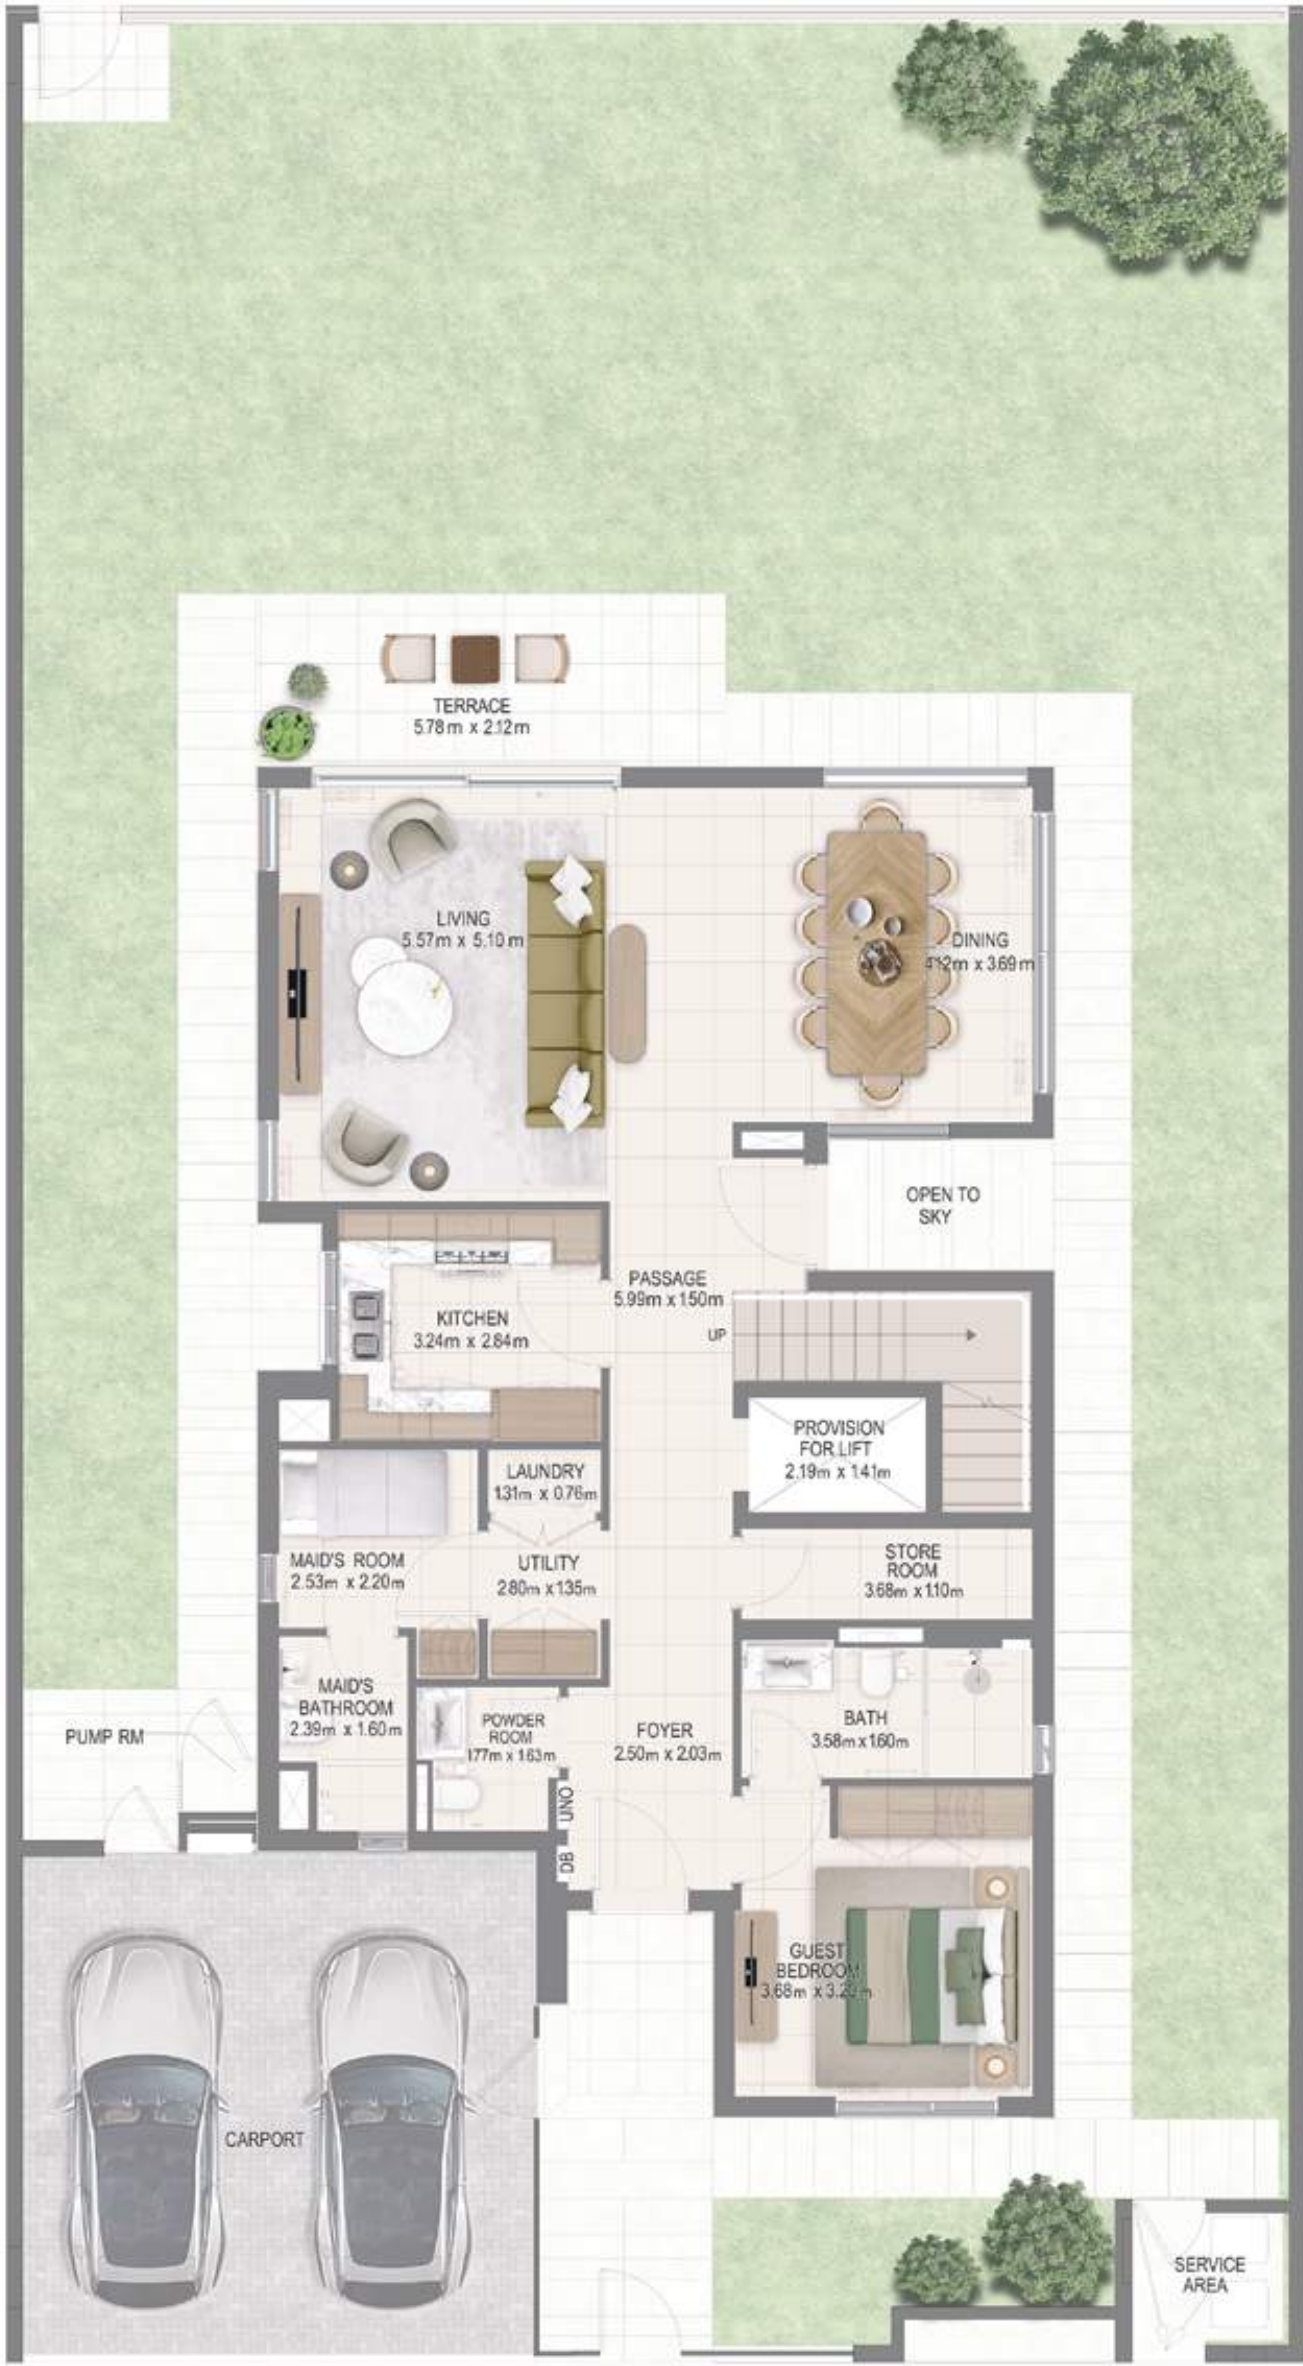 TERRACE
5.78m x 2.12m
LIVING
5.57m x 5.10m
DINING
4.12m x 3.69m
OPEN TO
SKY
PASSAGE
5.99m x 1.50m
KITCHEN
3.24m x 2.84m
UP
PROVISION
FOR LIFT
2.19m x 1.41m
LAUNDRY
1.31m x 0.76m
MAID'S ROOM
2.53m x 2.20m
UTILITY
2.80m x 1.35m
STORE
ROOM
3.68m x 1.10m
MAID'S
BATHROOM
2.39m x 1.60m
POWDER
ROOM
1.77m x 1.63m
FOYER
2.50m x 2.03m
BATH
3.58m x 1.60m
PUMP RM
UNO
DB
GUEST
BEDROOM
3.68m x
CARPORT
SERVICE
AREA